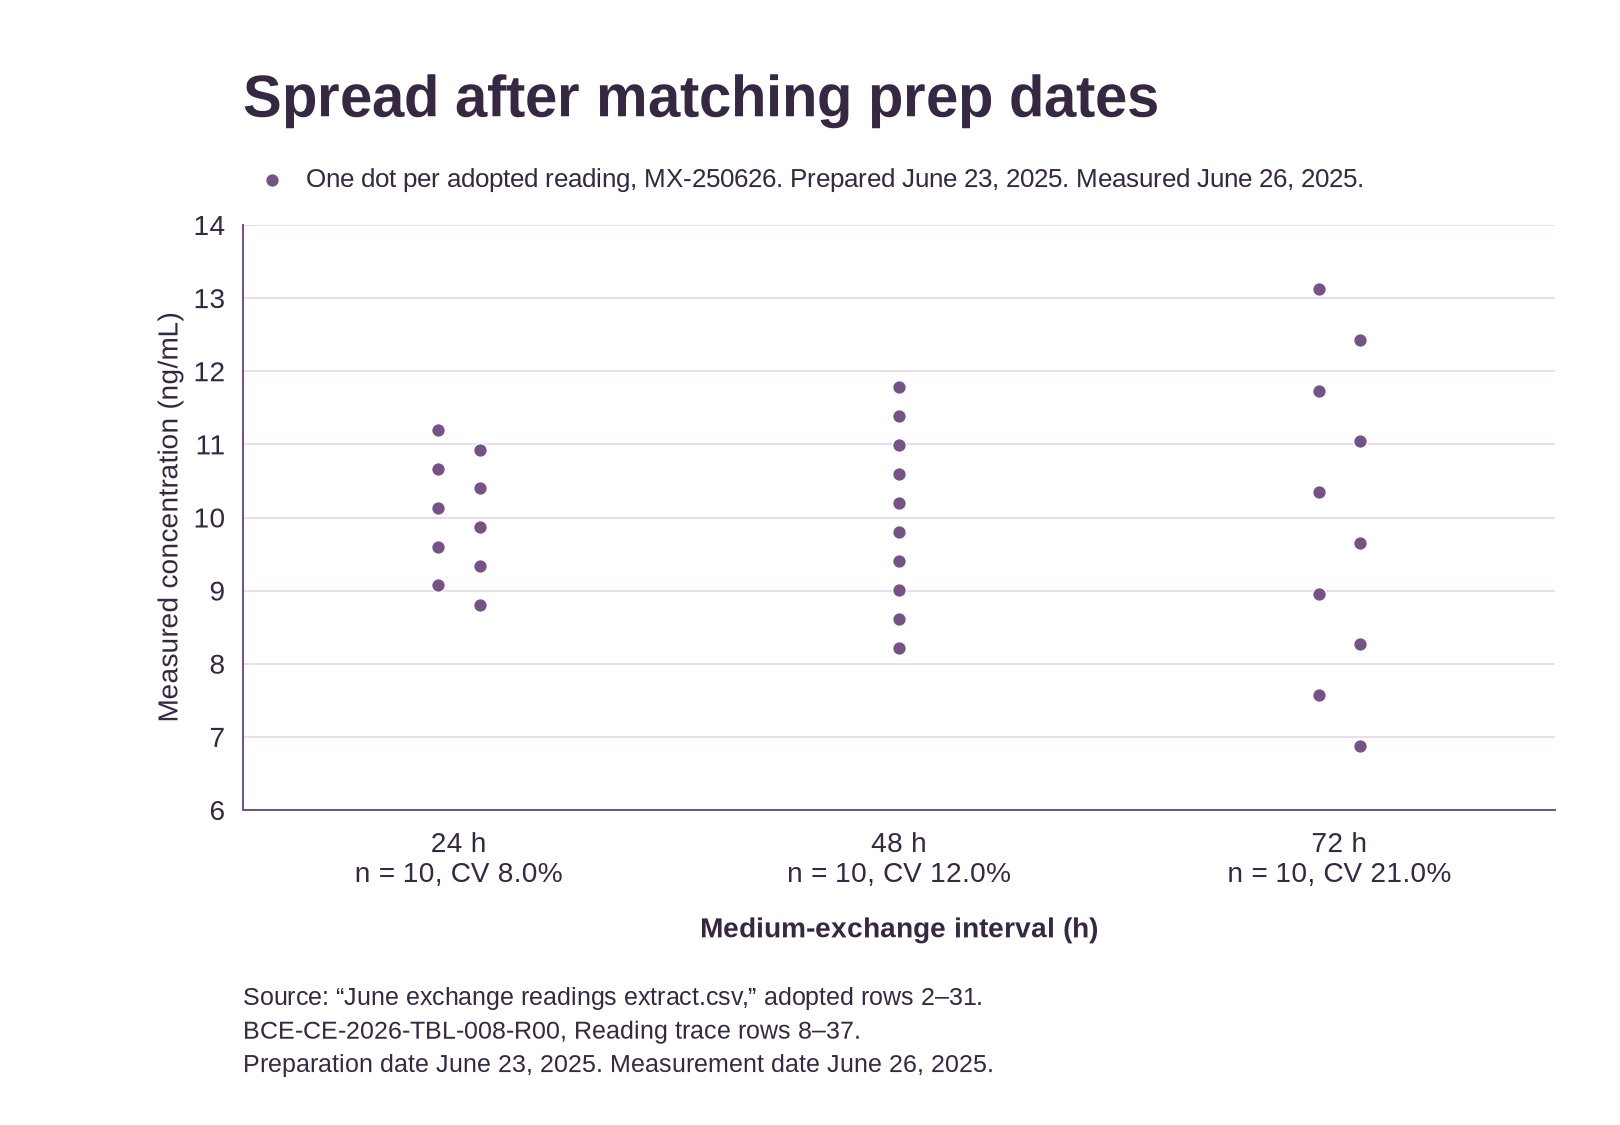 Spread after matching prep dates
One dot per adopted reading, MX-250626. Prepared June 23, 2025. Measured June 26, 2025.
Measured concentration (ng/mL)
14
13
12
11
10
9
8
7
6
24 h
n = 10, CV 8.0%
48 h
n = 10, CV 12.0%
72 h
n = 10, CV 21.0%
Medium-exchange interval (h)
Source: “June exchange readings extract.csv,” adopted rows 2–31.
BCE-CE-2026-TBL-008-R00, Reading trace rows 8–37.
Preparation date June 23, 2025. Measurement date June 26, 2025.